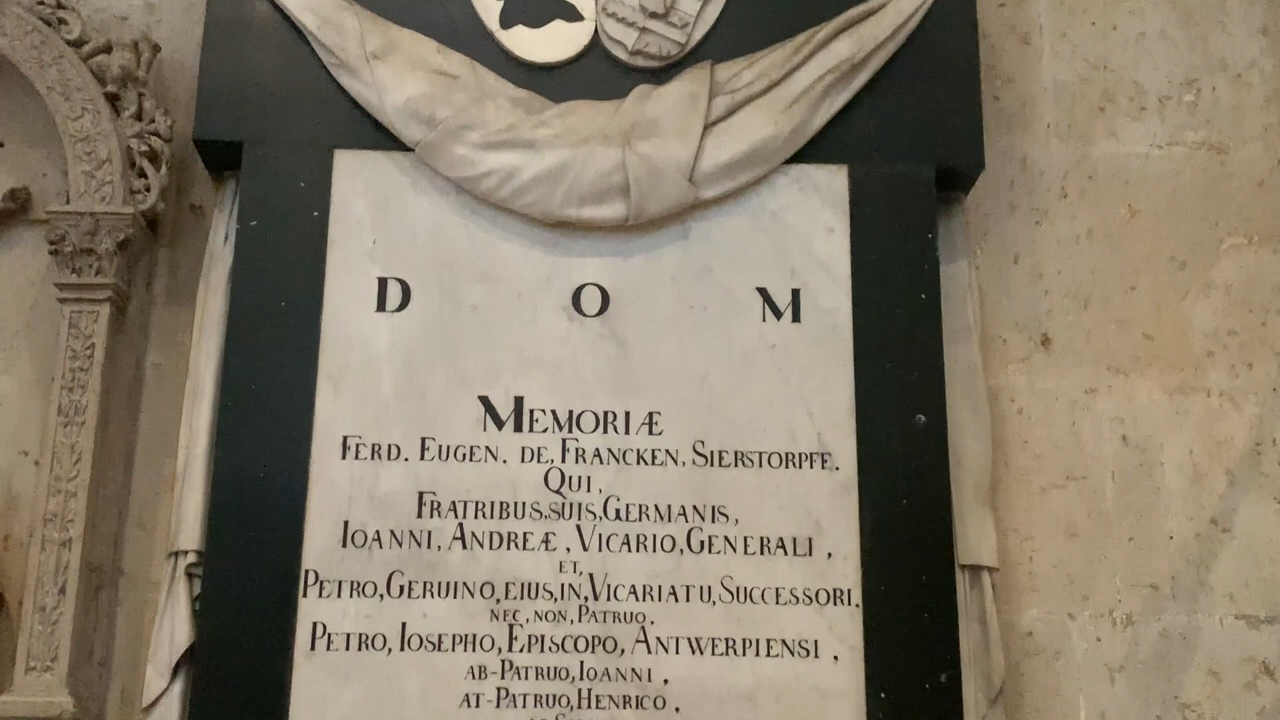 D O M
MEMORIÆ
FERD. EUGEN. DE, FRANCKEN, SIERSTORPFF.
QUI,
FRATRIBUS,SUIS,GERMANIS,
IOANNI, ANDREÆ, VICARIO, GENERALI,
ET,
PETRO, GERUINO, EIUS, IN, VICARIATU, SUCCESSORI.
NEC, NON, PATRUO.
PETRO, IOSEPHO, EPISCOPO, ANTWERPIENSI,
AB-PATRUO, IOANNI,
AT-PATRUO, HENRICO,